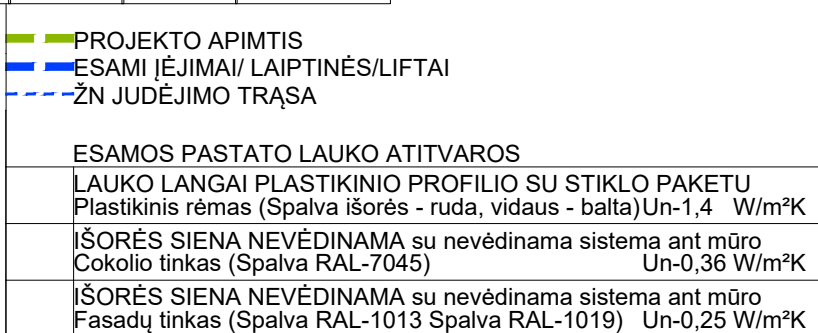 PROJEKTO APIMTIS
ESAMI ĮĖJIMAI/ LAIPTINĖS/LIFTAI
ŽN JUDĖJIMO TRĄSA
ESAMOS PASTATO LAUKO ATITVAROS
LAUKO LANGAI PLASTIKINIO PROFILIO SU STIKLO PAKETU
Plastikinis rėmas (Spalva išorės - ruda, vidaus - balta) Un-1,4 W/m²K
IŠORĖS SIENA NEVĖDINAMA su nevėdinama sistema ant mūro
Cokolio tinkas (Spalva RAL-7045) Un-0,36 W/m²K
IŠORĖS SIENA NEVĖDINAMA su nevėdinama sistema ant mūro
Fasadų tinkas (Spalva RAL-1013 Spalva RAL-1019) Un-0,25 W/m²K